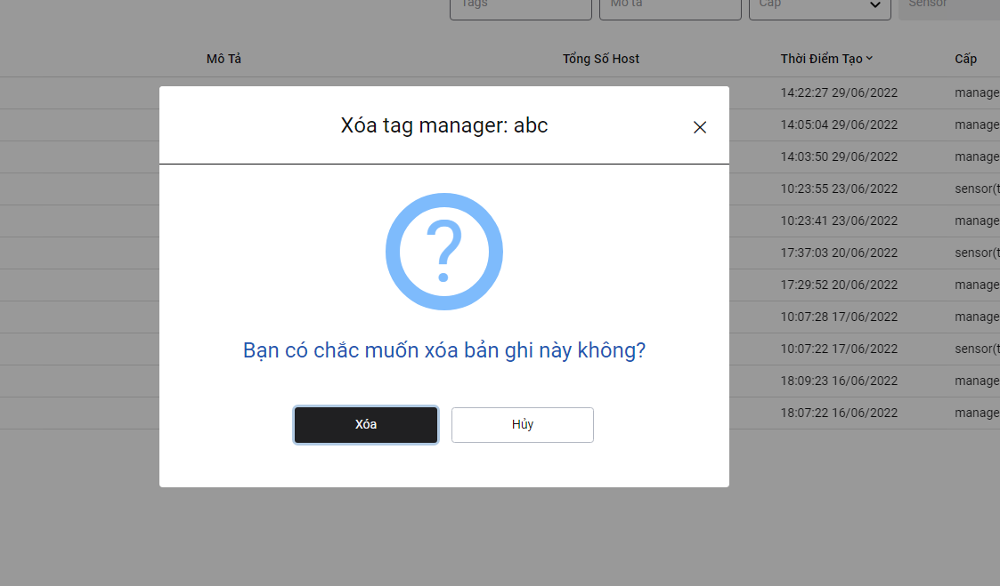 Tags Mô tả Cấp Sensor
Mô Tả Tổng Số Host Thời Điểm Tạo Cấp
14:22:27 29/06/2022 manage
14:05:04 29/06/2022 manage
14:03:50 29/06/2022 manage
10:23:55 23/06/2022 sensor(t
10:23:41 23/06/2022 manage
17:37:03 20/06/2022 sensor(t
17:29:52 20/06/2022 manage
10:07:28 17/06/2022 manage
10:07:22 17/06/2022 sensor(t
18:09:23 16/06/2022 manage
18:07:22 16/06/2022 manage
Xóa tag manager: abc
?
Bạn có chắc muốn xóa bản ghi này không?
Xóa Hủy